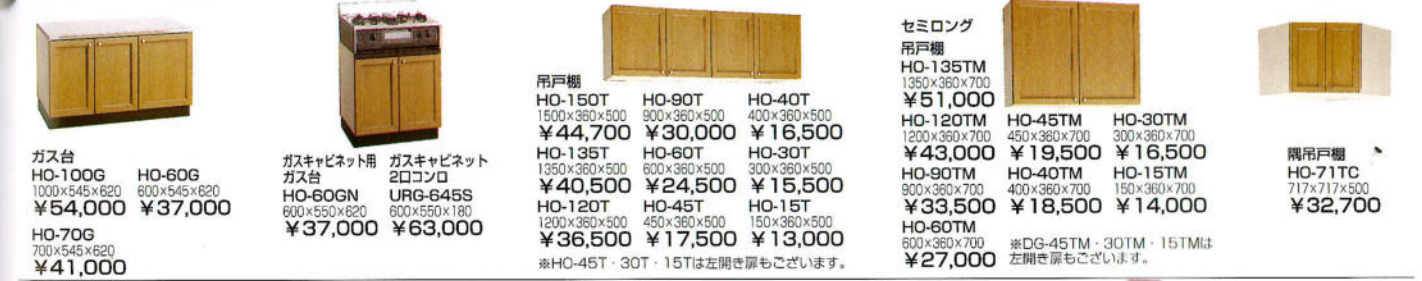 ガス台
HO-100G HO-60G
1000×545×620 600×545×620
¥54,000 ¥37,000
HO-70G
700×545×620
¥41,000
ガスキャビネット用
ガス台
HO-60GN
600×550×620
¥37,000
ガスキャビネット
2口コンロ
URG-645S
600×550×180
¥63,000
吊戸棚
HO-150T HO-90T HO-40T
1500×360×500 900×360×500 400×360×500
¥44,700 ¥30,000 ¥16,500
HO-135T HO-60T HO-30T
1350×360×500 600×360×500 300×360×500
¥40,500 ¥24,500 ¥15,500
HO-120T HO-45T HO-15T
1200×360×500 450×360×500 150×360×500
¥36,500 ¥17,500 ¥13,000
※HO-45T・30T・15Tは左開き扉もございます。
セミロング
吊戸棚
HO-135TM
1350×360×700
¥51,000
HO-120TM HO-45TM HO-30TM
1200×360×700 450×360×700 300×360×700
¥43,000 ¥19,500 ¥16,500
HO-90TM HO-40TM HO-15TM
900×360×700 400×360×700 150×360×700
¥33,500 ¥18,500 ¥14,000
HO-60TM
600×360×700
¥27,000
※DG-45TM・30TM・15TMは
左開き扉もございます。
隅吊戸棚
HO-71TC
717×717×500
¥32,700